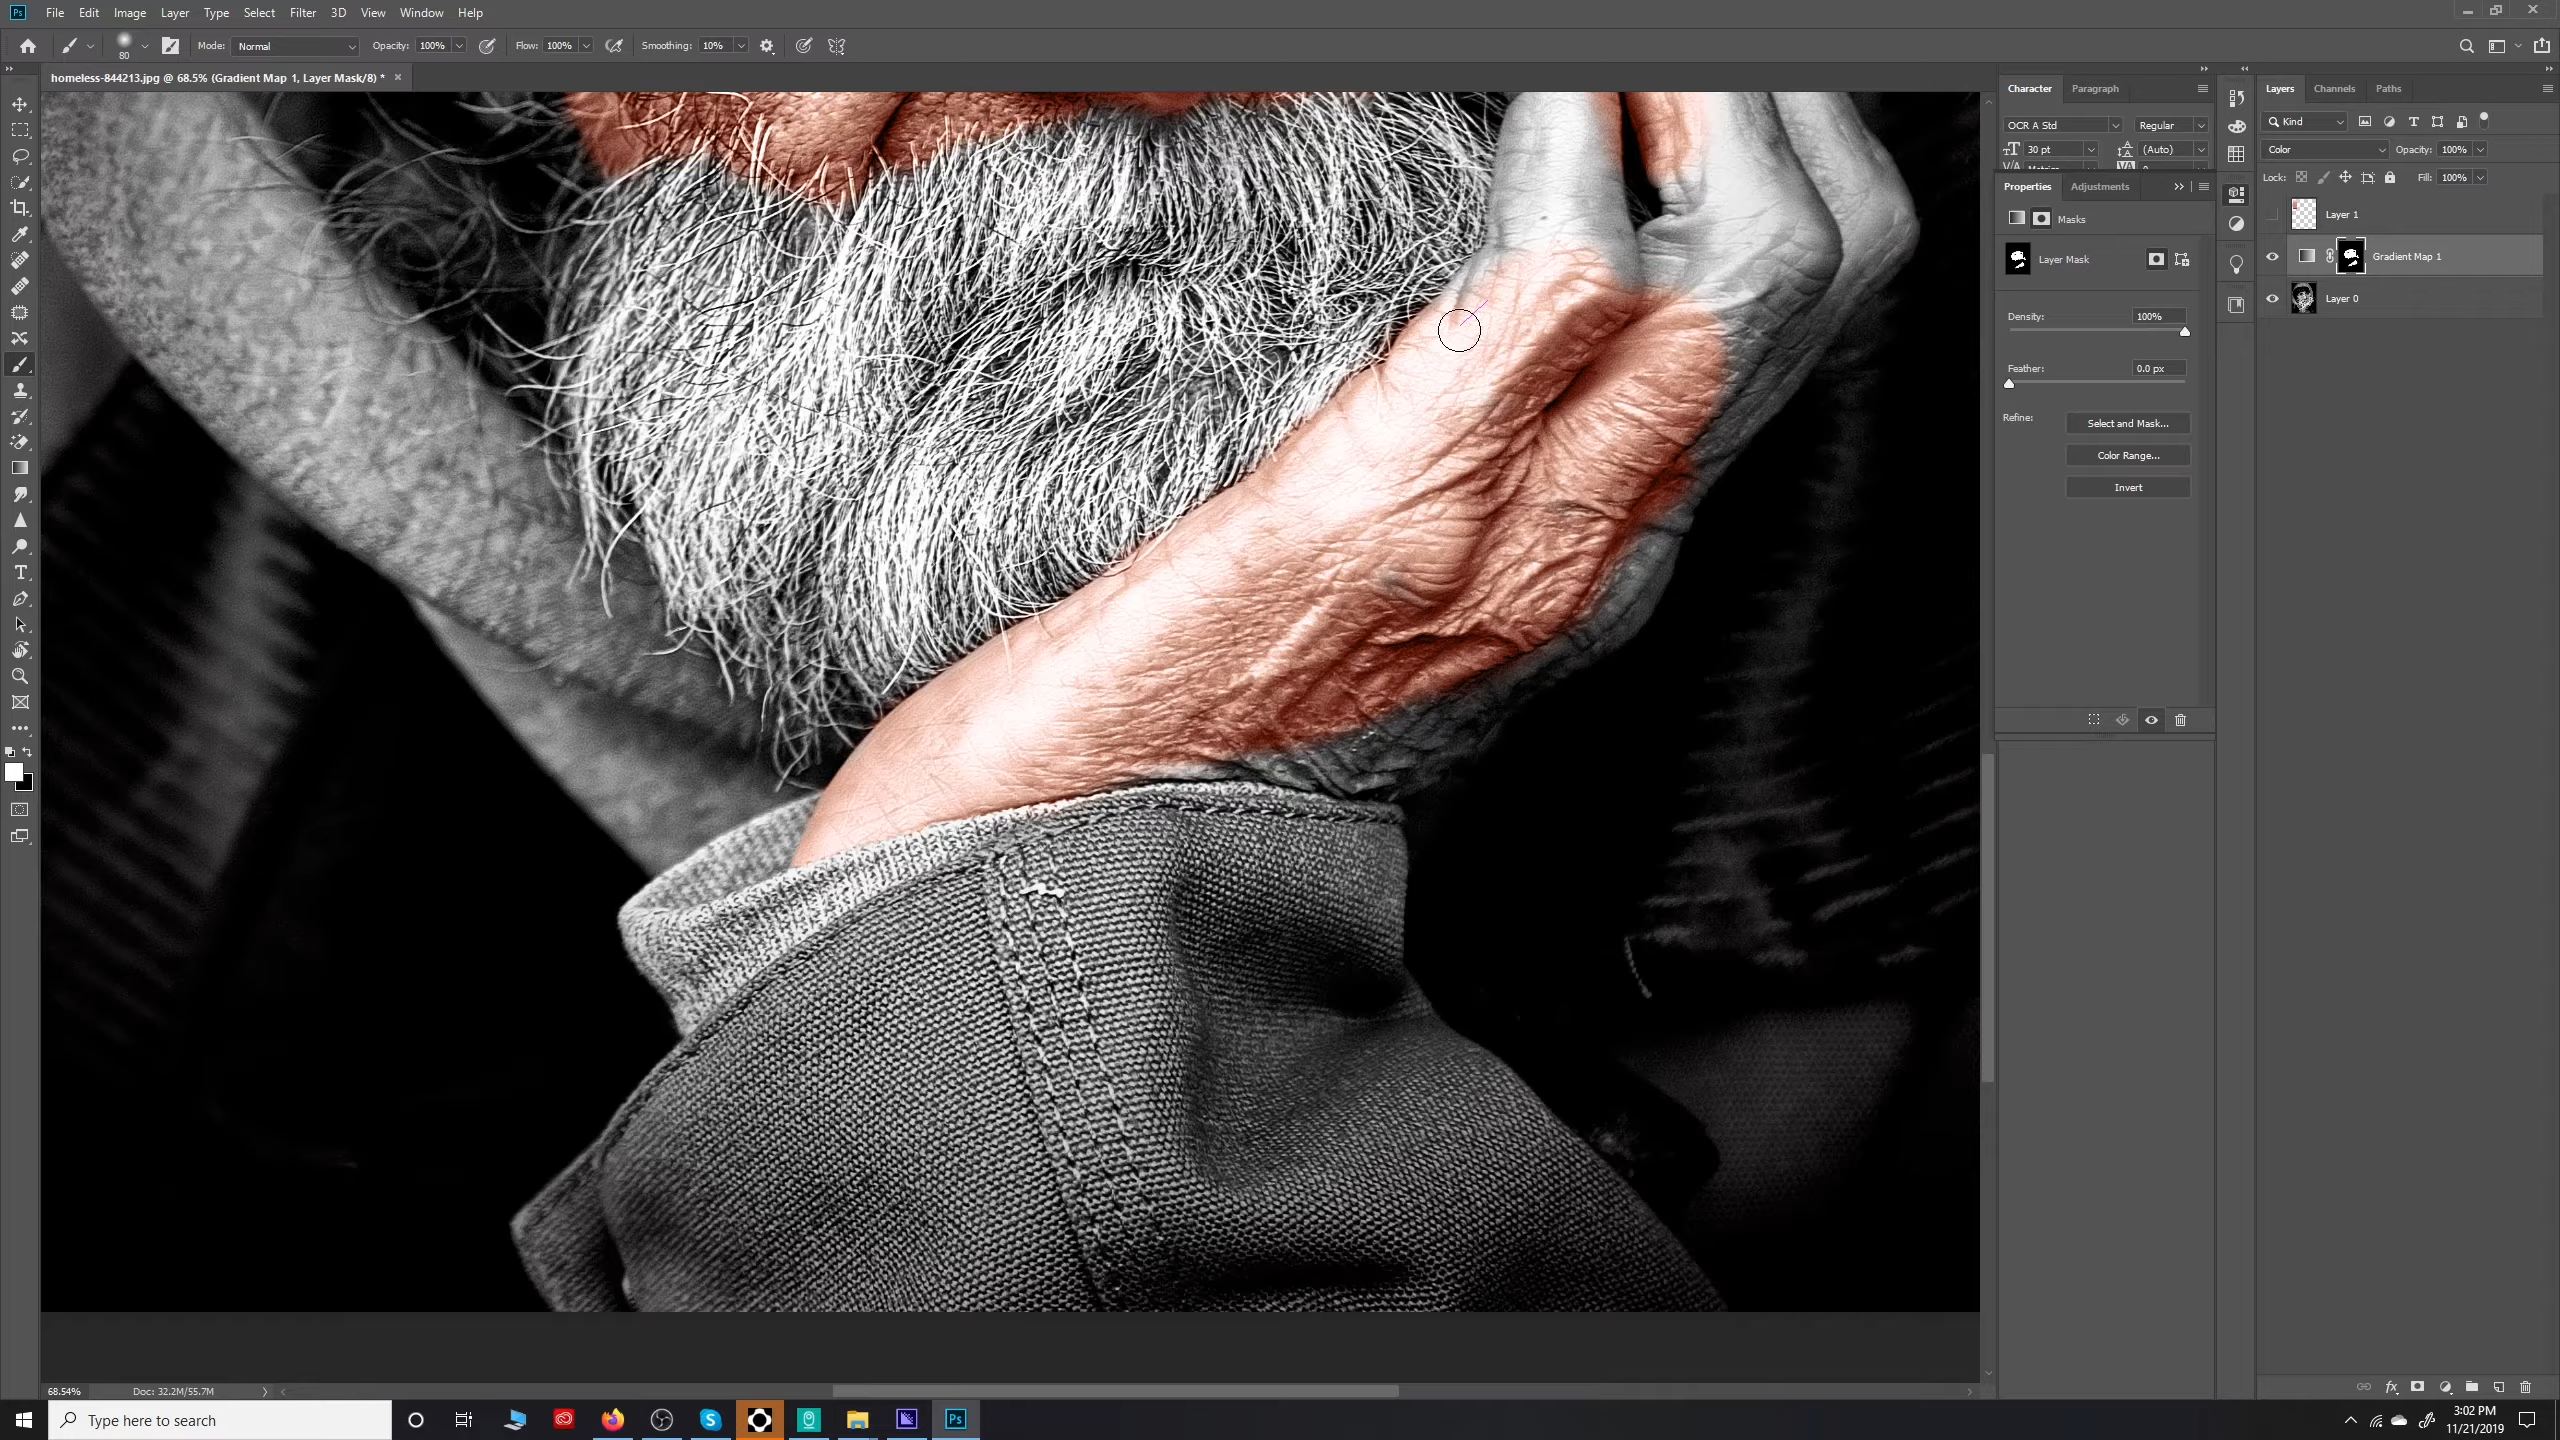 Ps File Edit Image Layer Type Select Filter 3D View Window Help
80 Mode: Normal Opacity: 100% Flow: 100% Smoothing: 10%
homeless-844213.jpg @ 68.5% (Gradient Map 1, Layer Mask/8) * ×
Character Paragraph
OCR A Std Regular
30 pt (Auto)
Properties Adjustments
Masks
Layer Mask
Density: 100%
Feather: 0.0 px
Refine:
Select and Mask...
Color Range...
Invert
Layers Channels Paths
Kind
Color Opacity: 100%
Lock: Fill: 100%
Layer 1
Gradient Map 1
Layer 0
68.54% Doc: 32.2M/55.7M
Type here to search
Ps
3:02 PM
11/21/2019